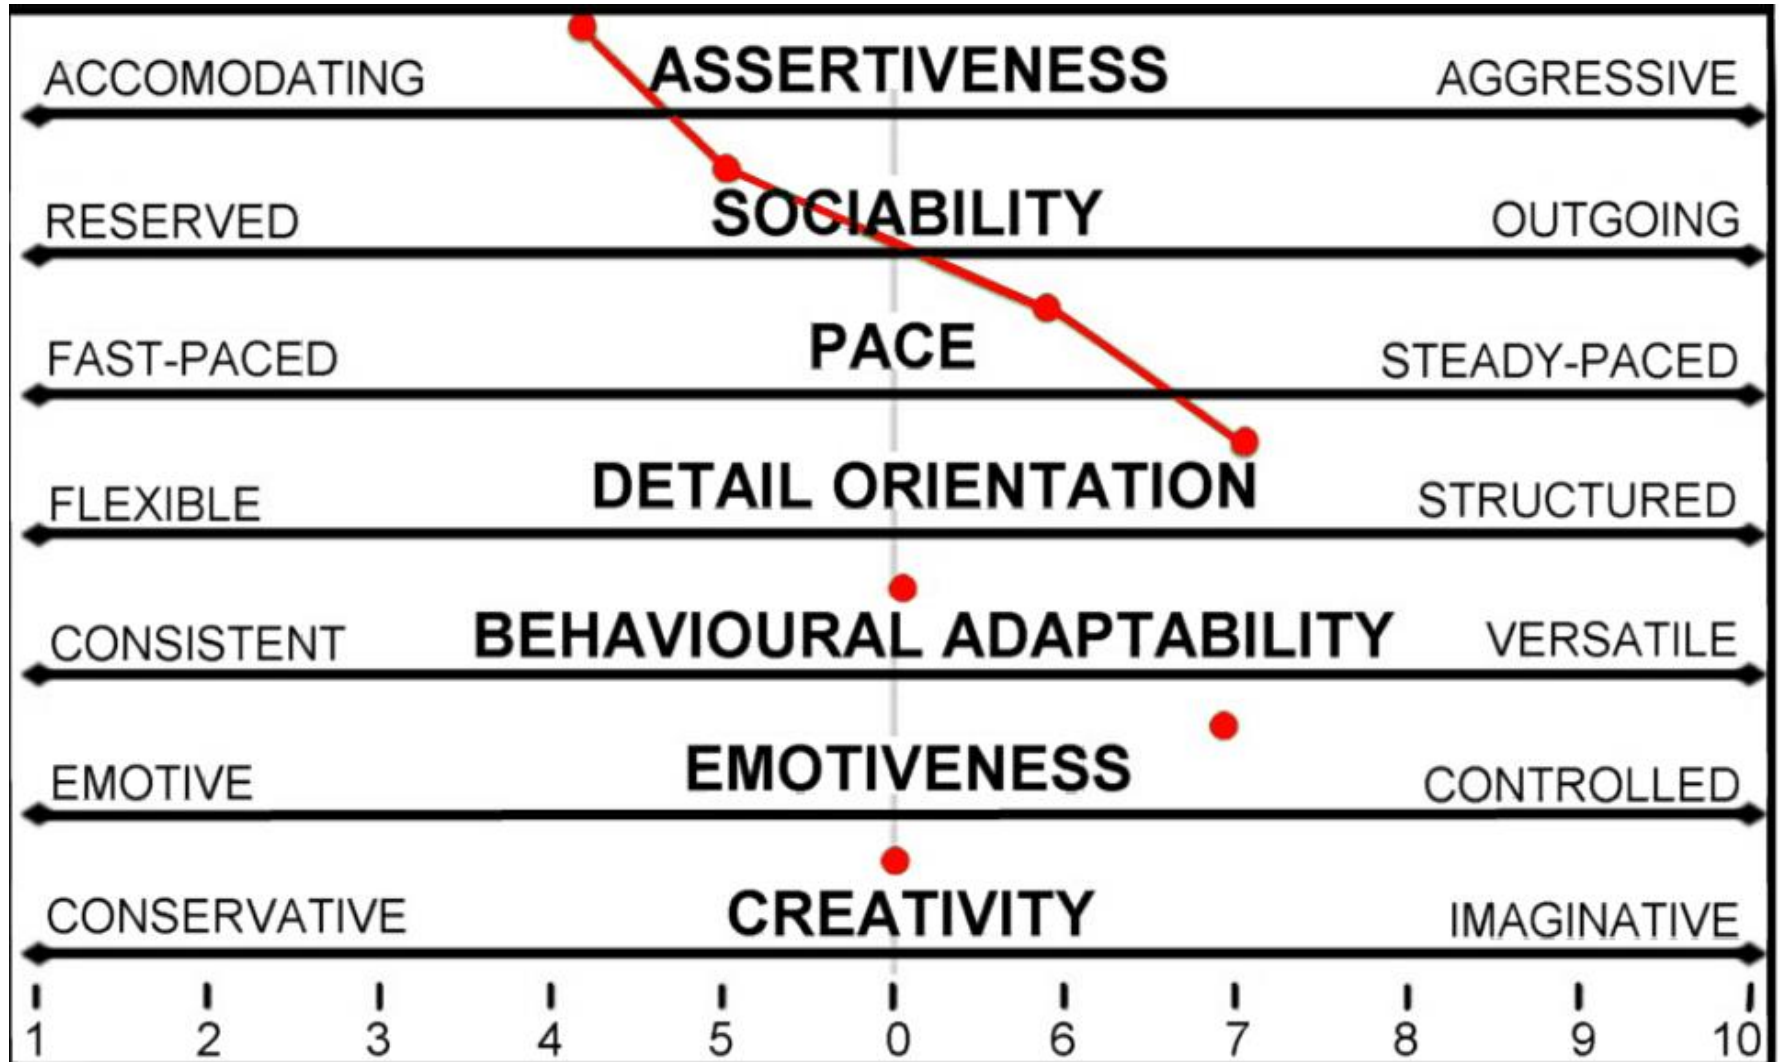 ACCOMODATING ASSERTIVENESS AGGRESSIVE
RESERVED SOCIABILITY OUTGOING
FAST-PACED PACE STEADY-PACED
FLEXIBLE DETAIL ORIENTATION STRUCTURED
CONSISTENT BEHAVIOURAL ADAPTABILITY VERSATILE
EMOTIVE EMOTIVENESS CONTROLLED
CONSERVATIVE CREATIVITY IMAGINATIVE
1 2 3 4 5 0 6 7 8 9 10